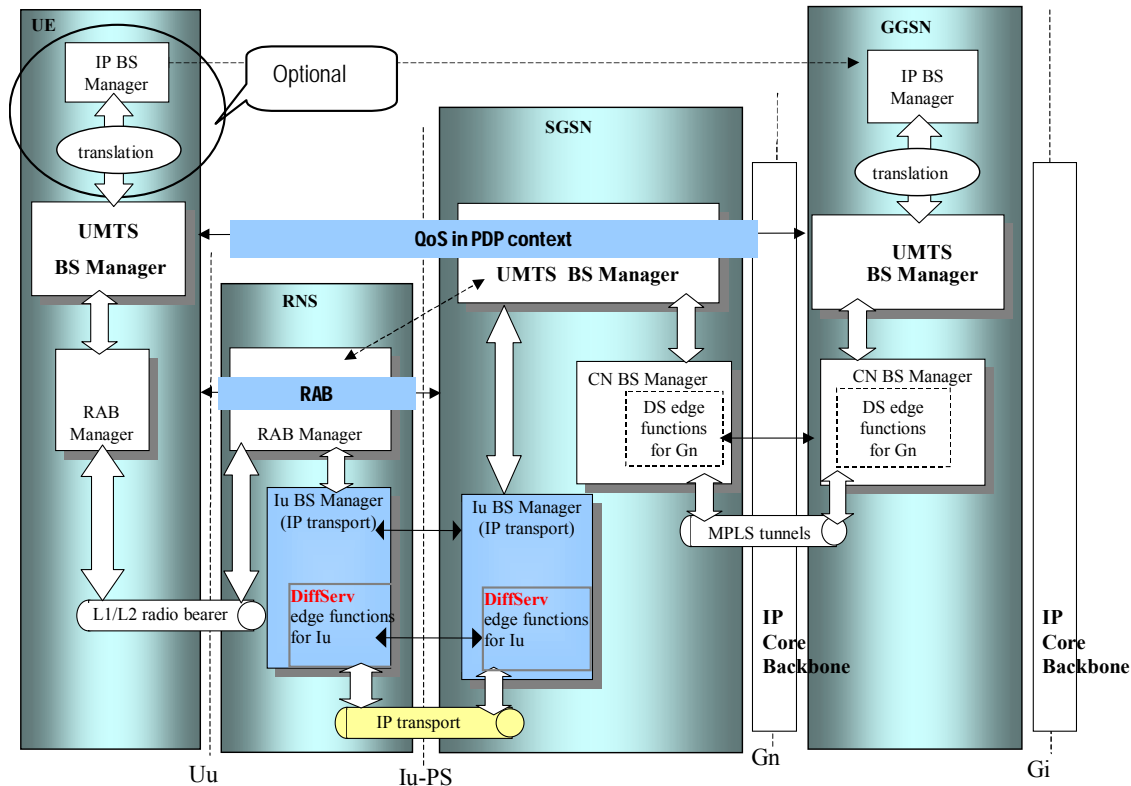 UE
IP BS
Manager
translation
Optional
UMTS
BS Manager
RAB
Manager
L1/L2 radio bearer
Uu
RNS
RAB
RAB Manager
Iu BS Manager
(IP transport)
DiffServ
edge functions
for Iu
IP transport
Iu-PS
SGSN
QoS in PDP context
UMTS BS Manager
CN BS Manager
DS edge
functions
for Gn
Iu BS Manager
(IP transport)
DiffServ
edge functions
for Iu
MPLS tunnels
IP
Core
Backbone
Gn
GGSN
IP BS
Manager
translation
UMTS
BS Manager
CN BS Manager
DS edge
functions
for Gn
IP
Core
Backbone
Gi